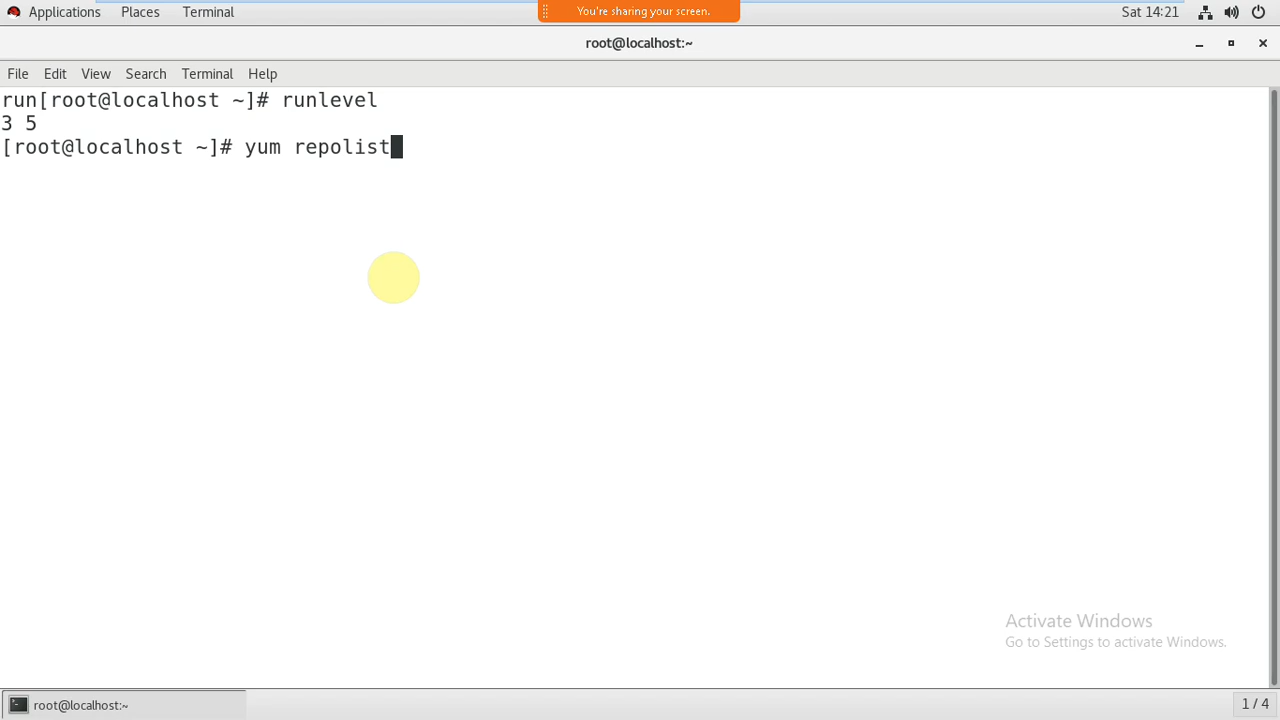 Applications Places Terminal You're sharing your screen. Sat 14:21
root@localhost:~
File Edit View Search Terminal Help
run[root@localhost ~]# runlevel
3 5
[root@localhost ~]# yum repolist
Activate Windows
Go to Settings to activate Windows.
root@localhost:~ 1 / 4